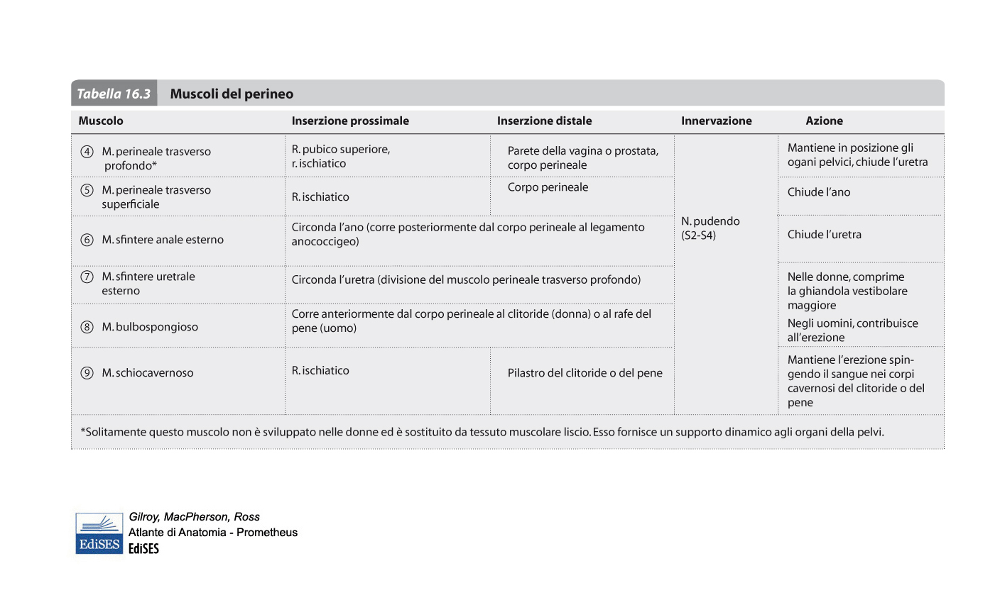 Tabella 16.3 Muscoli del perineo
Muscolo Inserzione prossimale Inserzione distale Innervazione Azione
④ M. perineale trasverso
profondo*
R. pubico superiore,
r. ischiatico
Parete della vagina o prostata,
corpo perineale
Mantiene in posizione gli
ogani pelvici, chiude l'uretra
⑤ M. perineale trasverso
superficiale
R. ischiatico
Corpo perineale
Chiude l'ano
N. pudendo
(S2-S4)
⑥ M. sfintere anale esterno
Circonda l'ano (corre posteriormente dal corpo perineale al legamento
anococcigeo)
Chiude l'uretra
⑦ M. sfintere uretrale
esterno
Circonda l'uretra (divisione del muscolo perineale trasverso profondo)
Nelle donne, comprime
la ghiandola vestibolare
maggiore
⑧ M. bulbospongioso
Corre anteriormente dal corpo perineale al clitoride (donna) o al rafe del
pene (uomo)
Negli uomini, contribuisce
all'erezione
⑨ M. schiocavernoso
R. ischiatico
Pilastro del clitoride o del pene
Mantiene l'erezione spin-
gendo il sangue nei corpi
cavernosi del clitoride o del
pene
*Solitamente questo muscolo non è sviluppato nelle donne ed è sostituito da tessuto muscolare liscio. Esso fornisce un supporto dinamico agli organi della pelvi.
EdiSES
Gilroy, MacPherson, Ross
Atlante di Anatomia - Prometheus
EdiSES